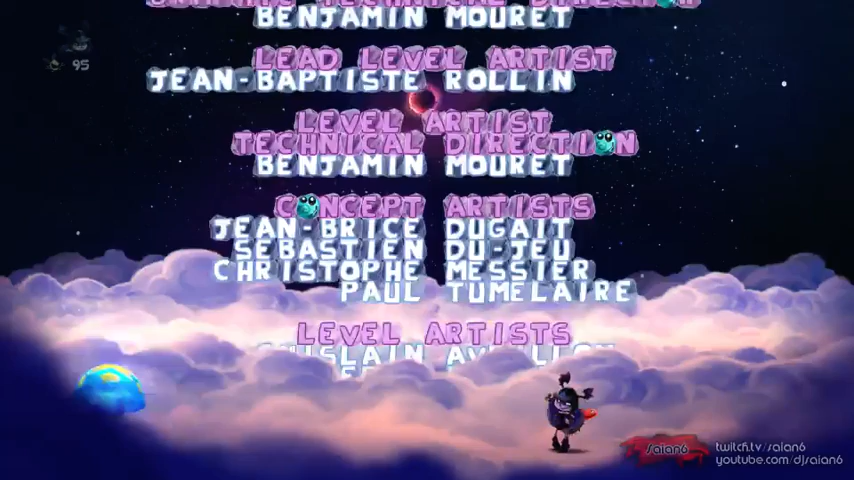 BENJAMIN MOURET
95
LEAD LEVEL ARTIST
JEAN-BAPTISTE ROLLIN
LEVEL ARTIST
TECHNICAL DIRECTION
BENJAMIN MOURET
CONCEPT ARTISTS
JEAN-BRICE DUGAIT
SEBASTIEN DU-JEU
CHRISTOPHE MESSIER
PAUL TUMELAIRE
LEVEL ARTISTS
saian6
twitch.tv/saian6
youtube.com/djsaian6